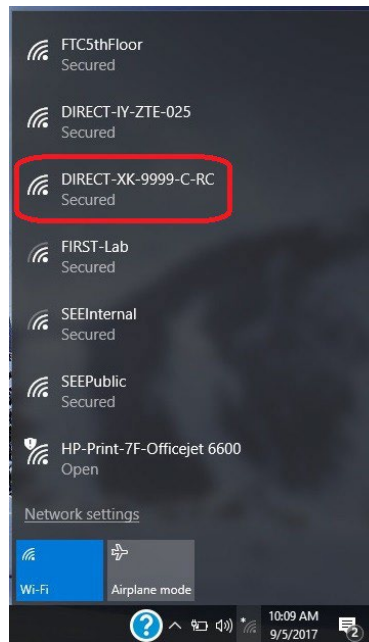 FTC5thFloor
Secured
DIRECT-IY-ZTE-025
Secured
DIRECT-XK-9999-C-RC
Secured
FIRST-Lab
Secured
SEEInternal
Secured
SEEPublic
Secured
HP-Print-7F-Officejet 6600
Open
Network settings
Wi-Fi
Airplane mode
10:09 AM
9/5/2017
2